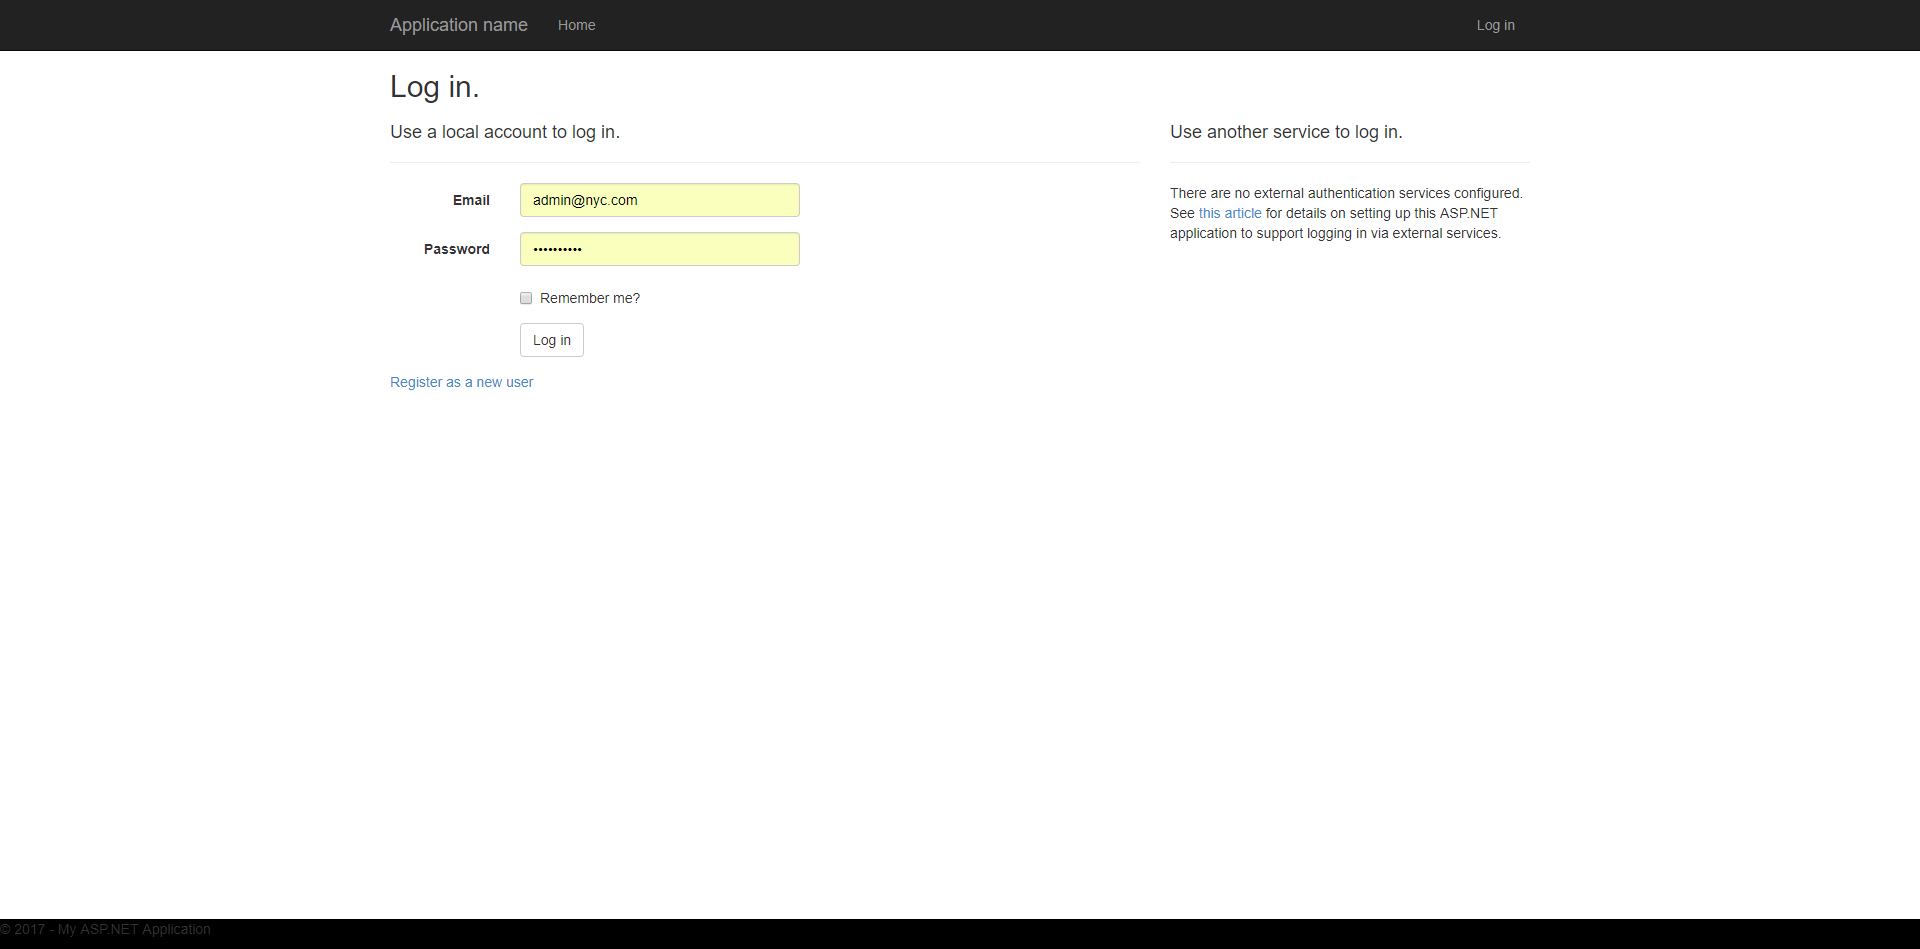 Application name Home Log in
Log in.
Use a local account to log in.
Email admin@nyc.com
Password ••••••••••
Remember me?
Log in
Register as a new user
Use another service to log in.
There are no external authentication services configured.
See this article for details on setting up this ASP.NET
application to support logging in via external services.
© 2017 - My ASP.NET Application